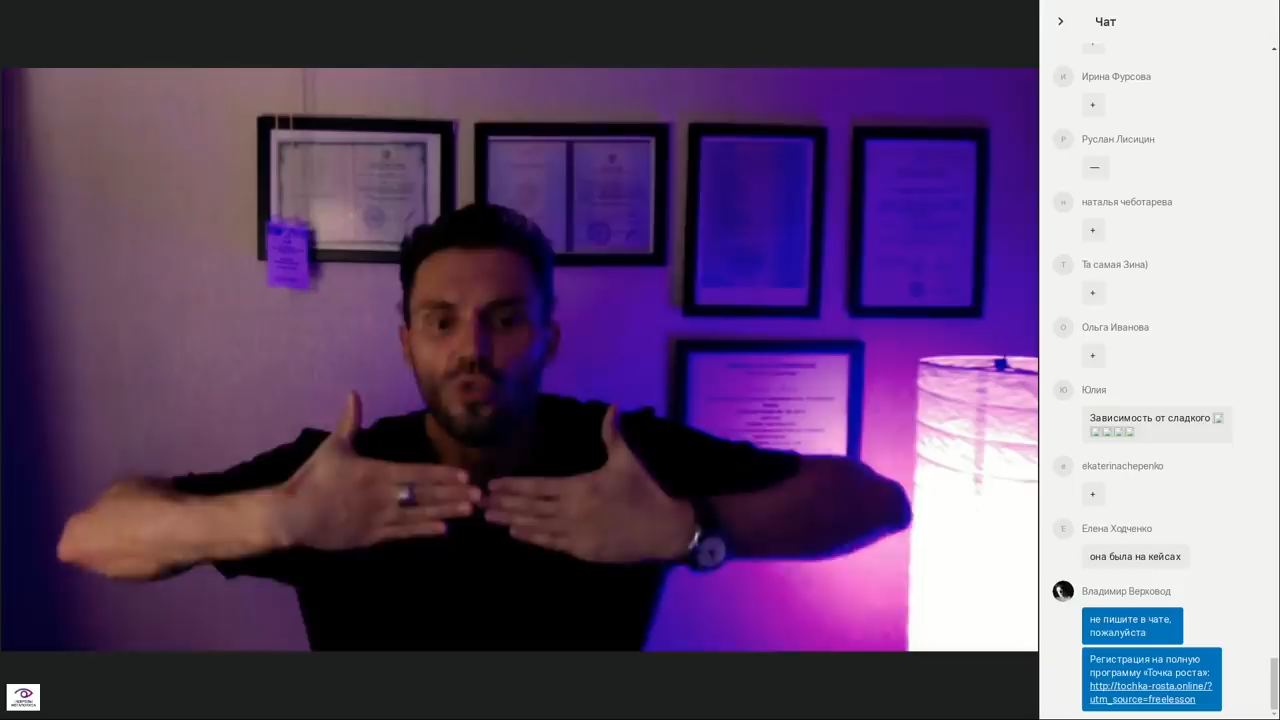 Чат
Ирина Фурсова
+
Руслан Лисицин
—
наталья чеботарева
+
Та самая Зина)
+
Ольга Иванова
+
Юлия
Зависимость от сладкого
ekaterinachepenko
+
Елена Ходченко
она была на кейсах
Владимир Верховод
не пишите в чате,
пожалуйста
Регистрация на полную
программу «Точка роста»:
http://tochka-rosta.online/?
utm_source=freelesson